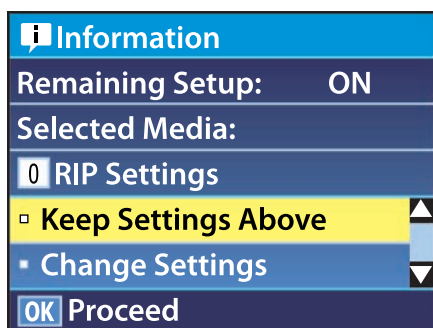 Information
Remaining Setup: ON
Selected Media:
0 RIP Settings
Keep Settings Above
Change Settings
OK Proceed